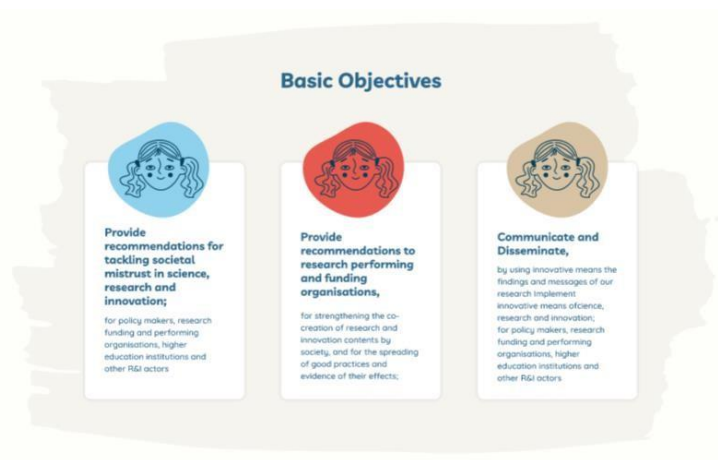 Basic Objectives
Provide
recommendations for
tackling societal
mistrust in science,
research and
innovation;
for policy makers, research
funding and performing
organisations, higher
education institutions and
other R&I actors
Provide
recommendations to
research performing
and funding
organisations,
for strengthening the co-
creation of research and
innovation contents by
society, and for the spreading
of good practices and
evidence of their effects;
Communicate and
Disseminate,
by using innovative means the
findings and messages of our
research Implement
innovative means ofcience,
research and innovation;
for policy makers, research
funding and performing
organisations, higher
education institutions and
other R&I actors